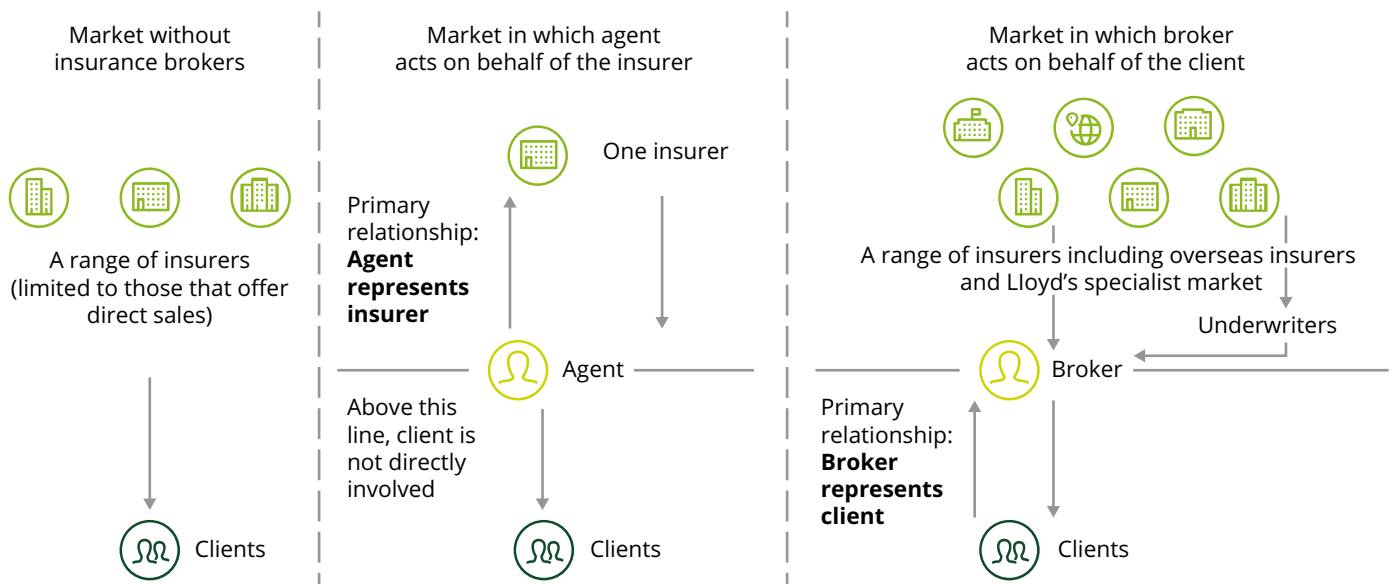 Market without
insurance brokers
A range of insurers
(limited to those that offer
direct sales)
Clients
Market in which agent
acts on behalf of the insurer
One insurer
Primary
relationship:
Agent
represents
insurer
Agent
Above this
line, client is
not directly
involved
Clients
Market in which broker
acts on behalf of the client
A range of insurers including overseas insurers
and Lloyd’s specialist market
Underwriters
Broker
Primary
relationship:
Broker
represents
client
Clients